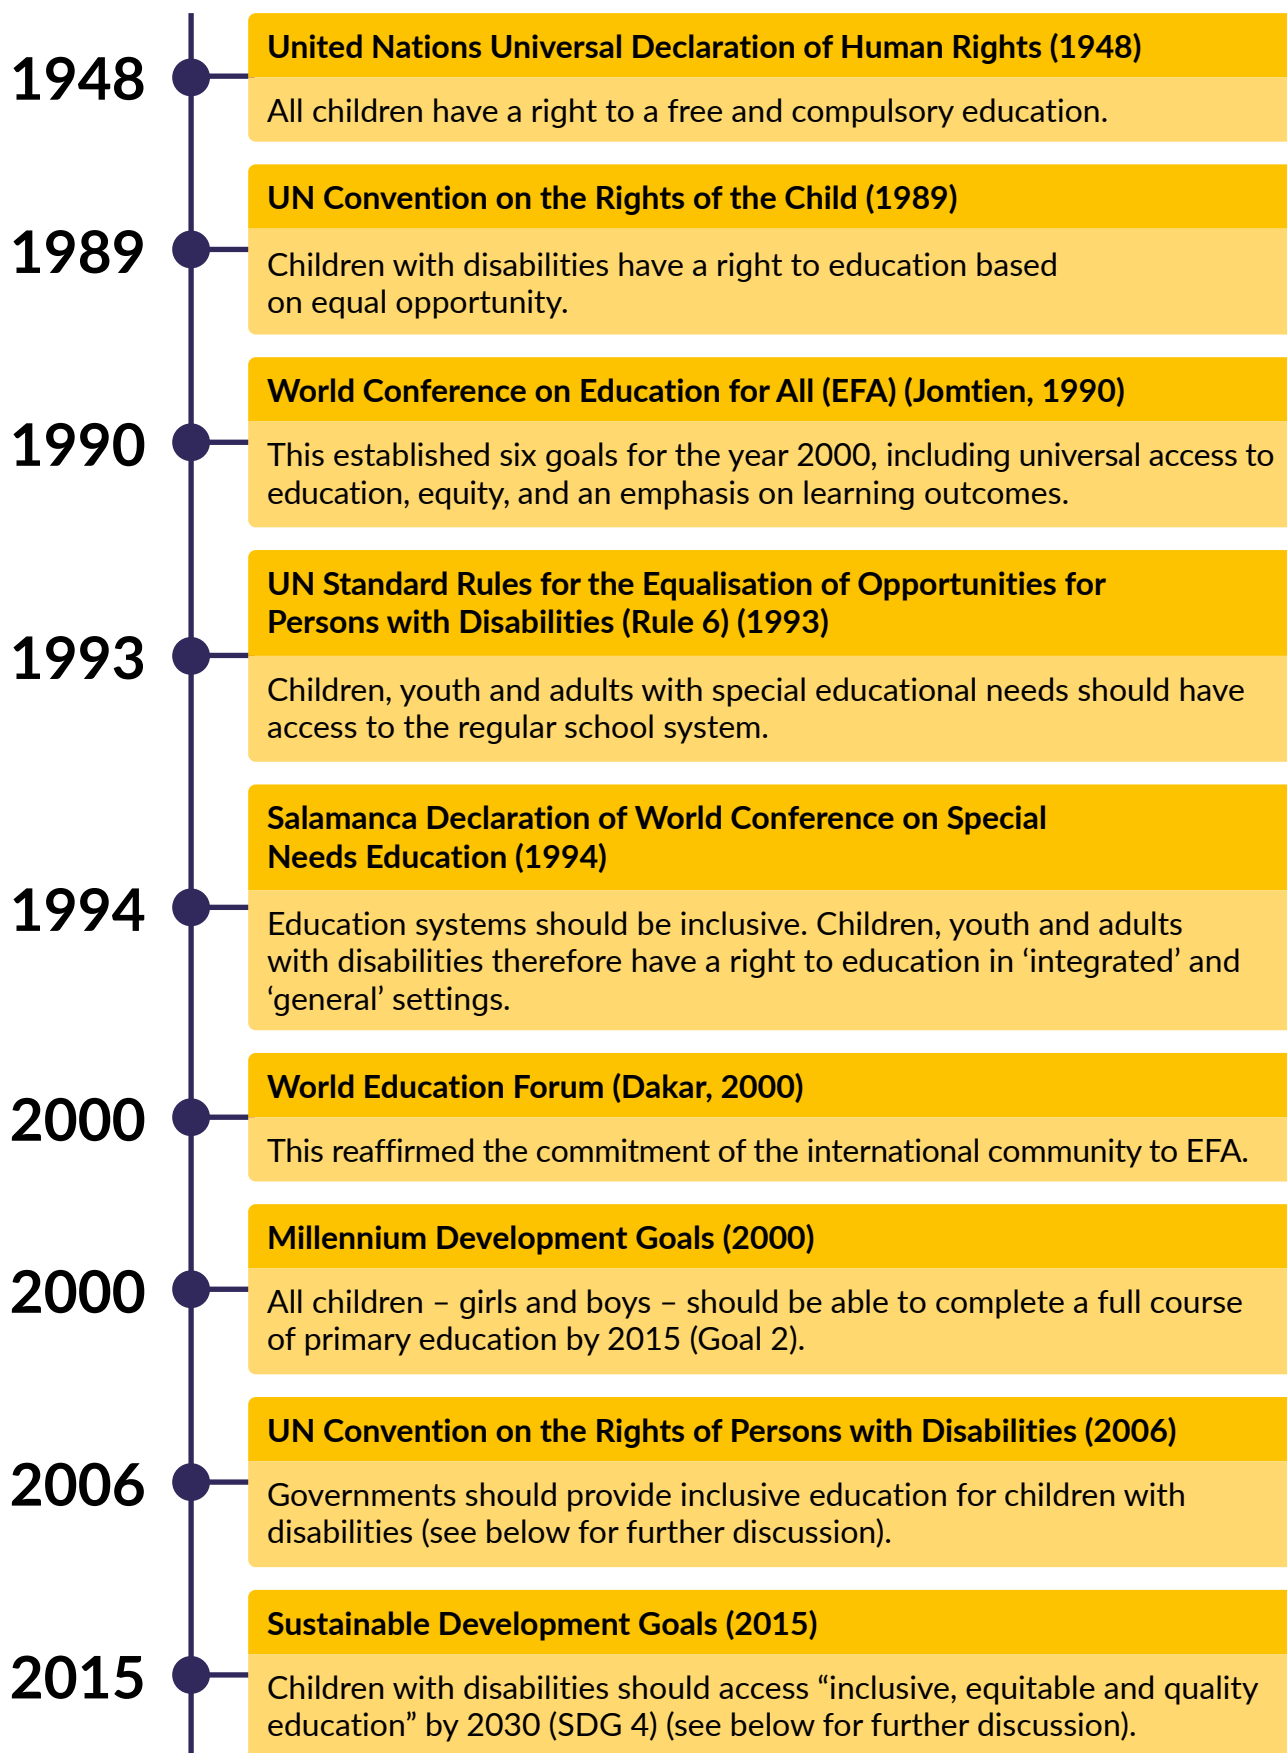 1948
United Nations Universal Declaration of Human Rights (1948)
All children have a right to a free and compulsory education.
1989
UN Convention on the Rights of the Child (1989)
Children with disabilities have a right to education based
on equal opportunity.
1990
World Conference on Education for All (EFA) (Jomtien, 1990)
This established six goals for the year 2000, including universal access to
education, equity, and an emphasis on learning outcomes.
1993
UN Standard Rules for the Equalisation of Opportunities for
Persons with Disabilities (Rule 6) (1993)
Children, youth and adults with special educational needs should have
access to the regular school system.
1994
Salamanca Declaration of World Conference on Special
Needs Education (1994)
Education systems should be inclusive. Children, youth and adults
with disabilities therefore have a right to education in ‘integrated’ and
‘general’ settings.
2000
World Education Forum (Dakar, 2000)
This reaffirmed the commitment of the international community to EFA.
2000
Millennium Development Goals (2000)
All children – girls and boys – should be able to complete a full course
of primary education by 2015 (Goal 2).
2006
UN Convention on the Rights of Persons with Disabilities (2006)
Governments should provide inclusive education for children with
disabilities (see below for further discussion).
2015
Sustainable Development Goals (2015)
Children with disabilities should access “inclusive, equitable and quality
education” by 2030 (SDG 4) (see below for further discussion).